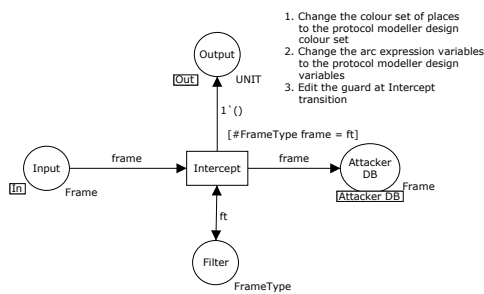 1. Change the colour set of places
to the protocol modeller design
colour set
2. Change the arc expression variables
to the protocol modeller design
variables
3. Edit the guard at Intercept
transition
Output
Out
UNIT
1`()
[#FrameType frame = ft]
Input
In
Frame
frame
Intercept
frame
Attacker
DB
Frame
Attacker DB
ft
Filter
FrameType